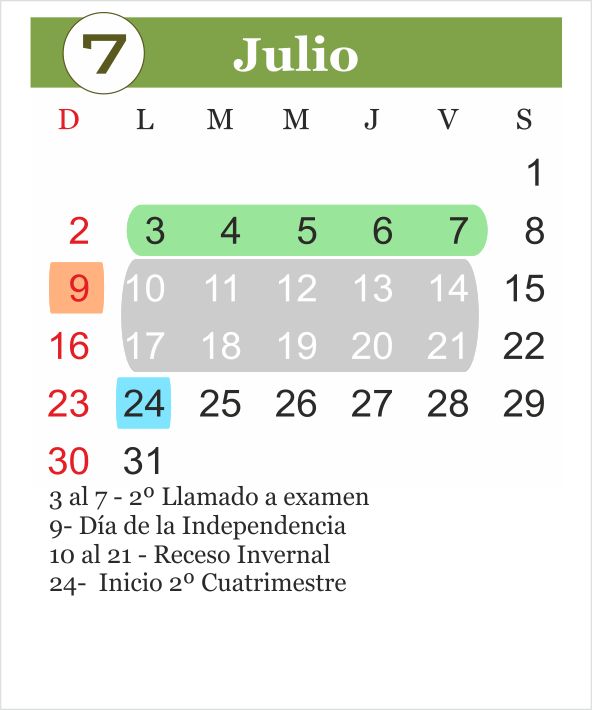 7 Julio
D L M M J V S
1
2 3 4 5 6 7 8
9 10 11 12 13 14 15
16 17 18 19 20 21 22
23 24 25 26 27 28 29
30 31
3 al 7 - 2º Llamado a examen
9- Día de la Independencia
10 al 21 - Receso Invernal
24-  Inicio 2º Cuatrimestre